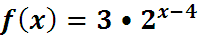 f(x) = 3 • 2^{x−4}